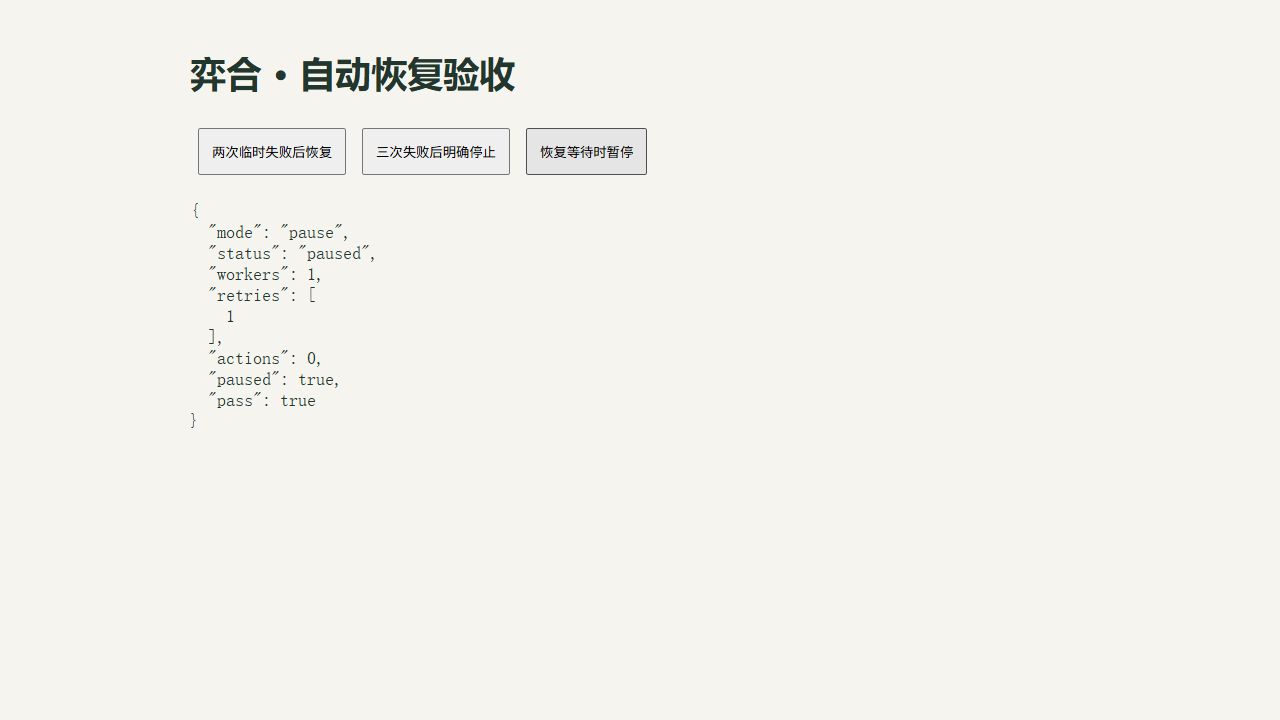 弈合 · 自动恢复验收
两次临时失败后恢复 三次失败后明确停止 恢复等待时暂停
{
  "mode": "pause",
  "status": "paused",
  "workers": 1,
  "retries": [
    1
  ],
  "actions": 0,
  "paused": true,
  "pass": true
}